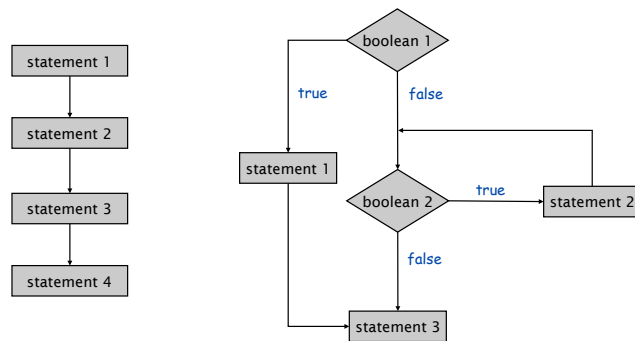 statement 1
statement 2
statement 3
statement 4
boolean 1
true
false
statement 1
boolean 2
true
statement 2
false
statement 3